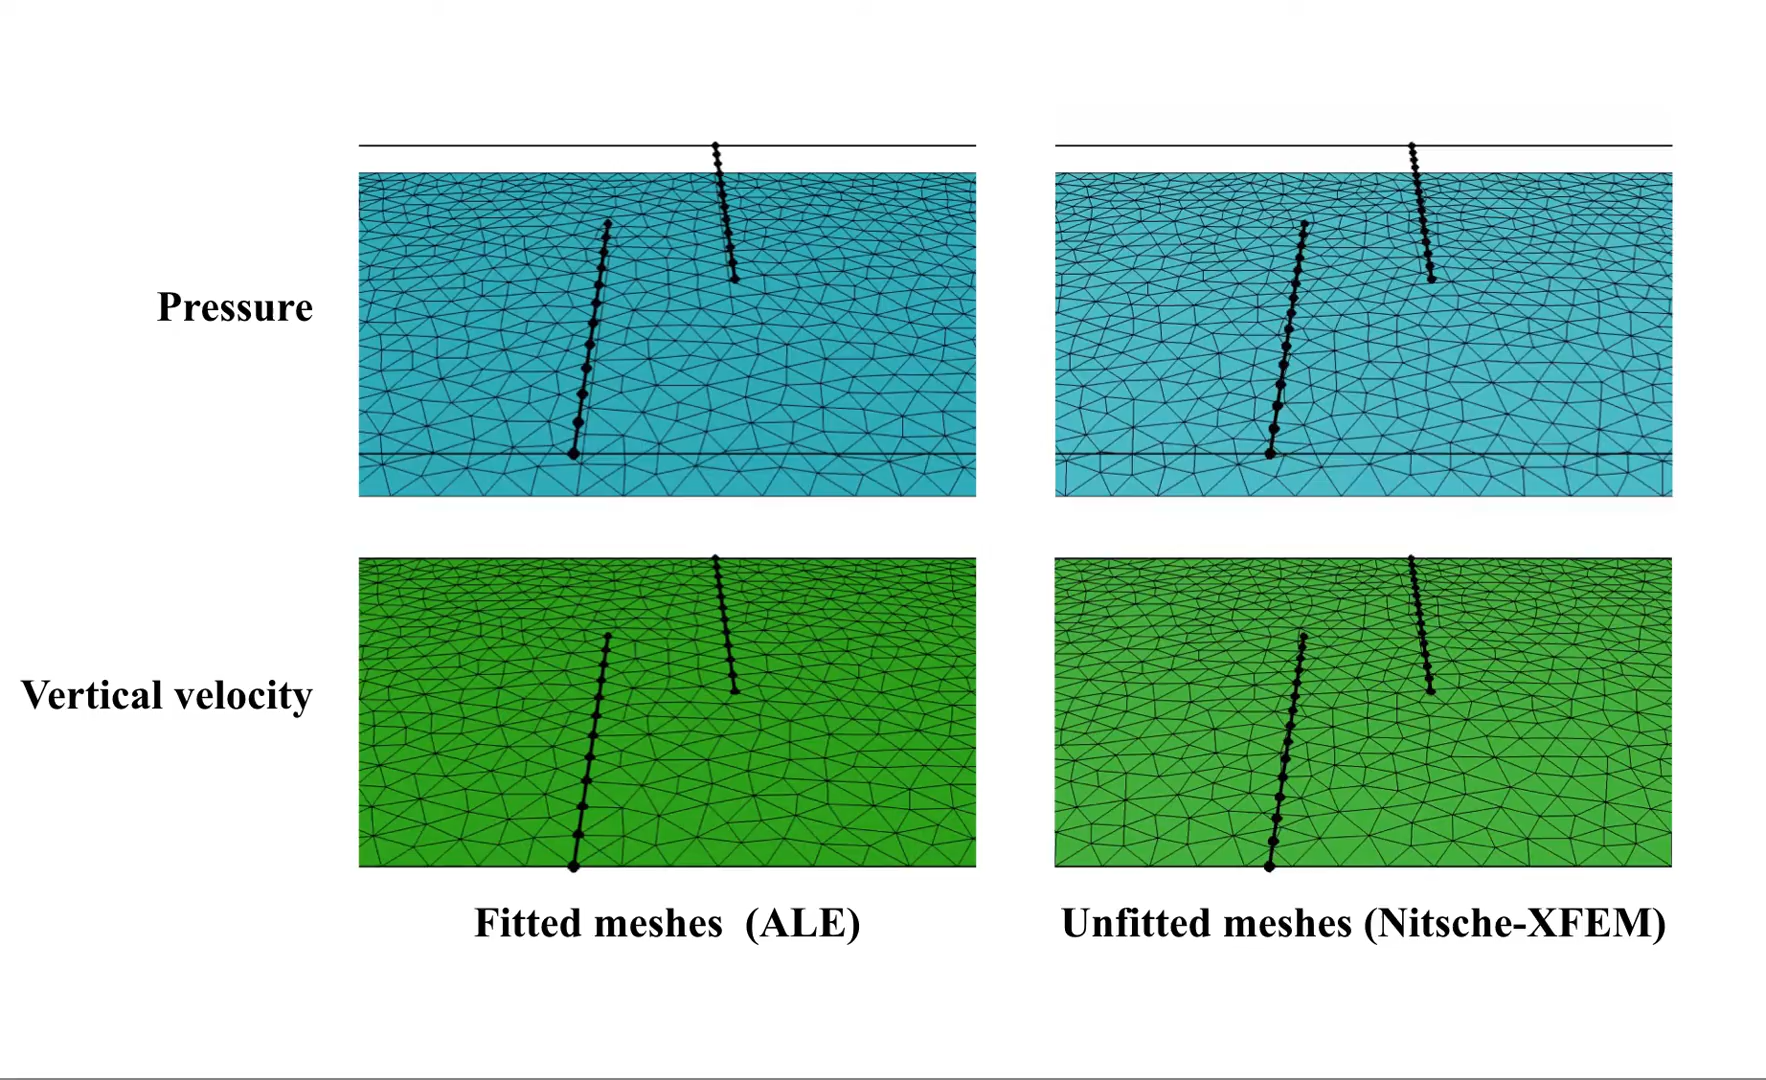 Pressure
Vertical velocity
Fitted meshes (ALE)
Unfitted meshes (Nitsche-XFEM)